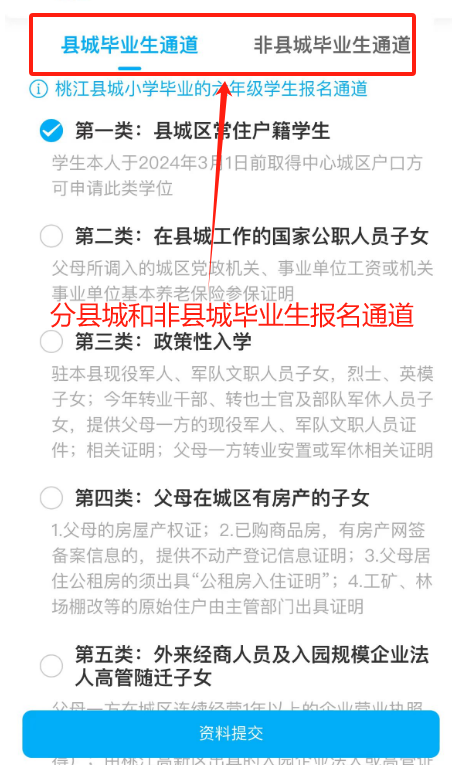 县城毕业生通道 非县城毕业生通道
桃江县城小学毕业的六年级学生报名通道
第一类：县城区常住户籍学生
学生本人于2024年3月1日前取得中心城区户口方
可申请此类学位
第二类：在县城工作的国家公职人员子女
父母所调入的城区党政机关、事业单位工资或机关
事业单位基本养老保险参保证明
分县城和非县城毕业生报名通道
第三类：政策性入学
驻本县现役军人、军队文职人员子女，烈士、英模
子女；今年转业干部、转也士官及部队军休人员子
女，提供父母一方的现役军人、军队文职人员证
件；相关证明；父母一方转业安置或军休相关证明
第四类：父母在城区有房产的子女
1.父母的房屋产权证；2.已购商品房，有房产网签
备案信息的，提供不动产登记信息证明；3.父母居
住公租房的须出具“公租房入住证明”；4.工矿、林
场棚改等的原始住户由主管部门出具证明
第五类：外来经商人员及入园规模企业法
人高管随迁子女
父母一方在城区连续经营1年以上的企业营业执照
资料提交